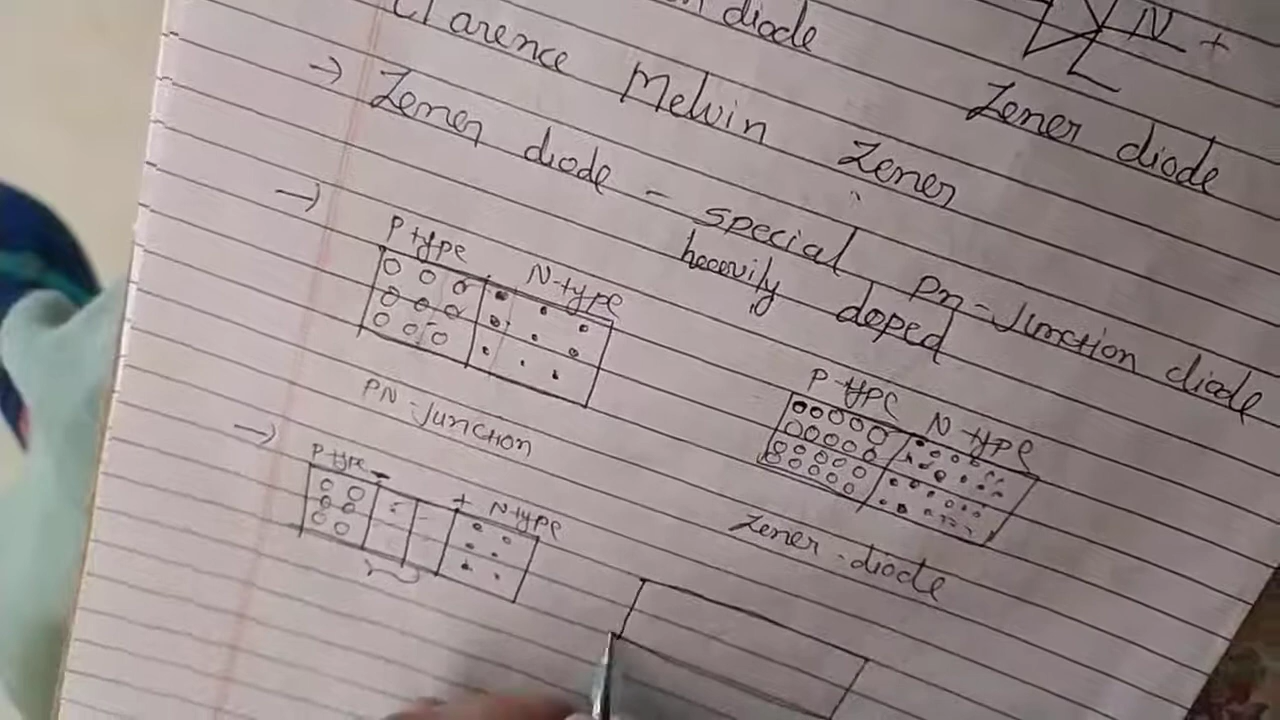 diode
N +
Clarence Melvin Zener
Zener diode
→ Zener diode - special Pn-Junction diode
heavily doped
→
P type N-type
PN-Junction
P-type N-type
Zener-diode
→
P type - + N-type